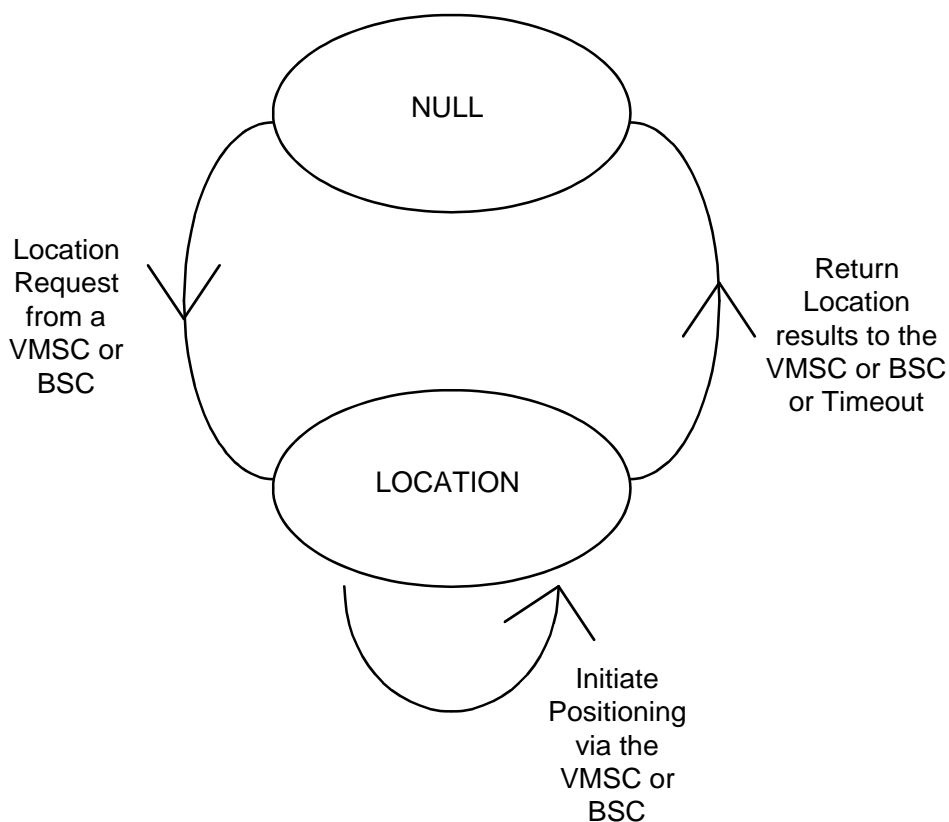 NULL
Location
Request
from a
VMSC or
BSC
Return
Location
results to the
VMSC or BSC
or Timeout
LOCATION
Initiate
Positioning
via the
VMSC or
BSC